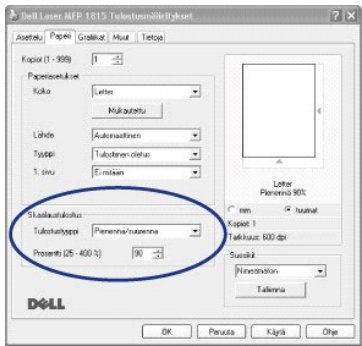 Dell Laser MFP 1815 Tulostusmääritykset
Asettelu Paperi Grafiikat Muut Tietoja
Kopiot (1 - 999) 1
Paperiasetukset
Koko Letter
Mukautettu
Lähde Automaattinen
Tyyppi Tulostimen oletus
1. sivu Ei mitään
Skaalaustulostus
Tulostustyyppi Pienennä/suurenna
Prosentti (25 - 400 %) 90
Letter
Pienennä 90%
mm tuumat
Kopiot: 1
Tarkkuus: 600 dpi
Suosikit
Nimeämätön
Tallenna
DELL
OK Peruuta Käytä Ohje